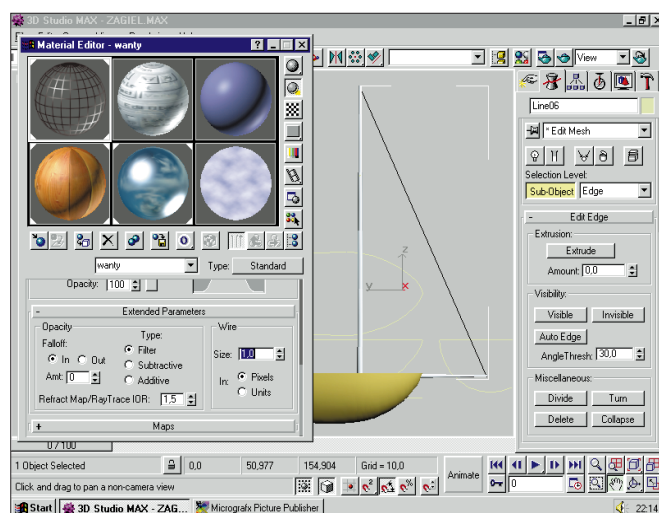 3D Studio MAX - ZAGIEL.MAX
Material Editor - wanty
View
wanty
Type:
Standard
Opacity: 100
- Extended Parameters
Opacity
Falloff:
In Out
Amt: 0
Type:
Filter
Subtractive
Additive
Refract Map/RayTrace IOR: 1,5
Wire
Size: 1,0
In: Pixels
Units
+ Maps
z
y
x
Line06
* Edit Mesh
Selection Level:
Sub-Object Edge
- Edit Edge
Extrusion:
Extrude
Amount: 0,0
Visibility:
Visible Invisible
Auto Edge
AngleThresh: 30,0
Miscellaneous:
Divide Turn
Delete Collapse
0 / 100
1 Object Selected
0,0
50,977
154,904
Grid = 10,0
Animate
0
Click and drag to pan a non-camera view
Start
3D Studio MAX - ZAG...
Micrografx Picture Publisher
22:14